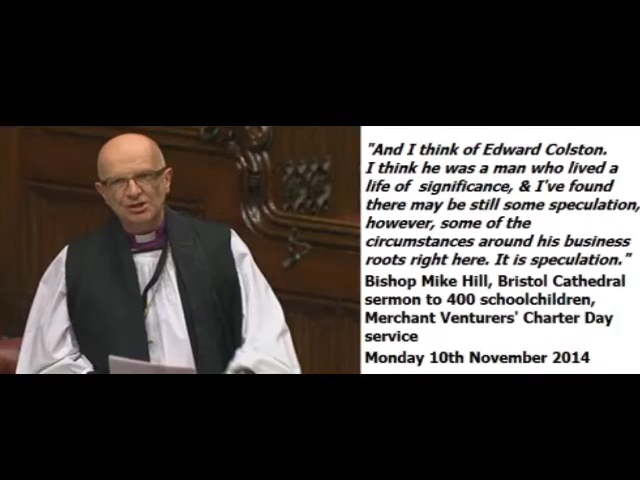 "And I think of Edward Colston.
I think he was a man who lived a
life of significance, & I've found
there may be still some speculation,
however, some of the
circumstances around his business
roots right here. It is speculation."
Bishop Mike Hill, Bristol Cathedral
sermon to 400 schoolchildren,
Merchant Venturers' Charter Day
service
Monday 10th November 2014